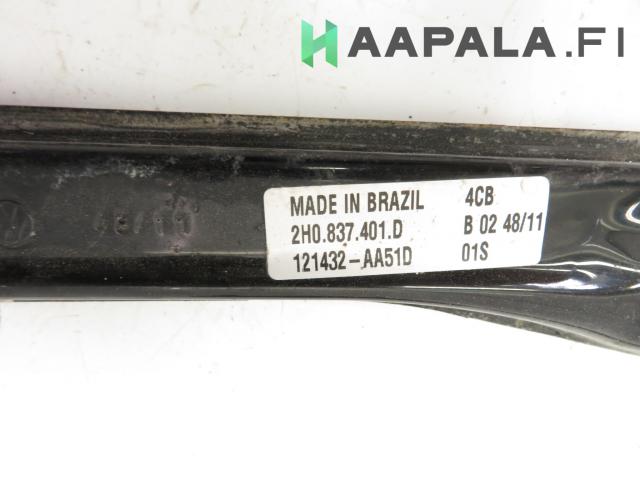 HAAPALA.FI
MADE IN BRAZIL 4CB
2H0.837.401.D B 02 48/11
121432-AA51D 01S